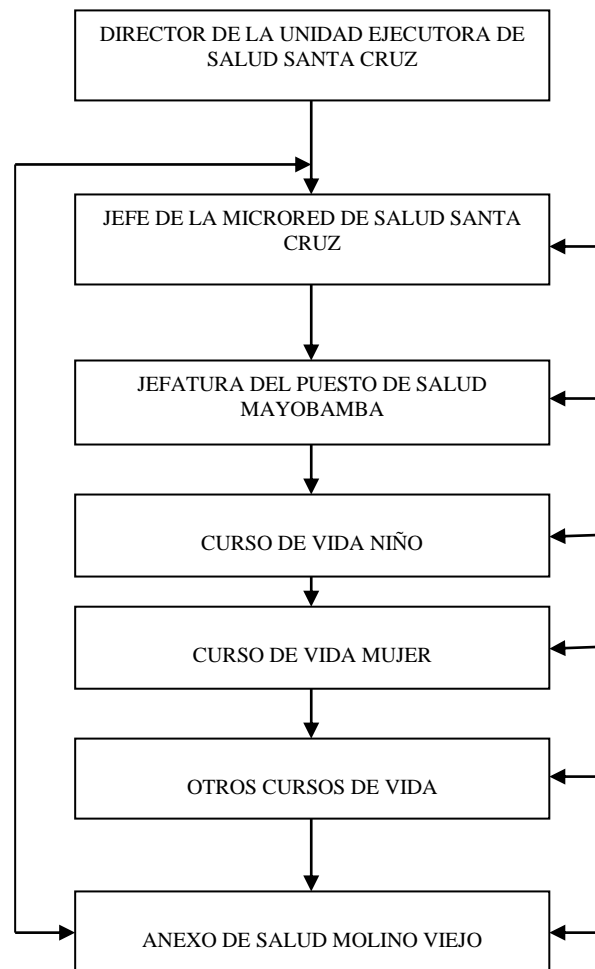 DIRECTOR DE LA UNIDAD EJECUTORA DE
SALUD SANTA CRUZ
JEFE DE LA MICRORED DE SALUD SANTA
CRUZ
JEFATURA DEL PUESTO DE SALUD
MAYOBAMBA
CURSO DE VIDA NIÑO
CURSO DE VIDA MUJER
OTROS CURSOS DE VIDA
ANEXO DE SALUD MOLINO VIEJO